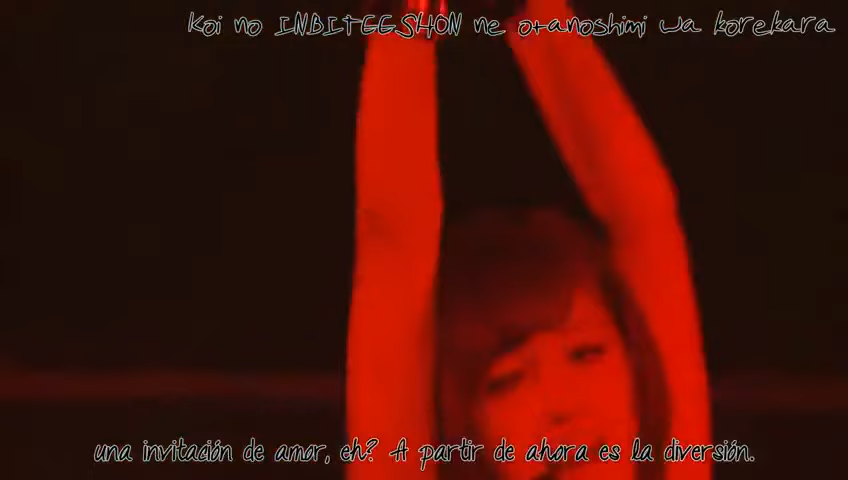 Koi no INBITEESHON ne otanoshimi wa korekara
una invitación de amor, eh? A partir de ahora es la diversión.